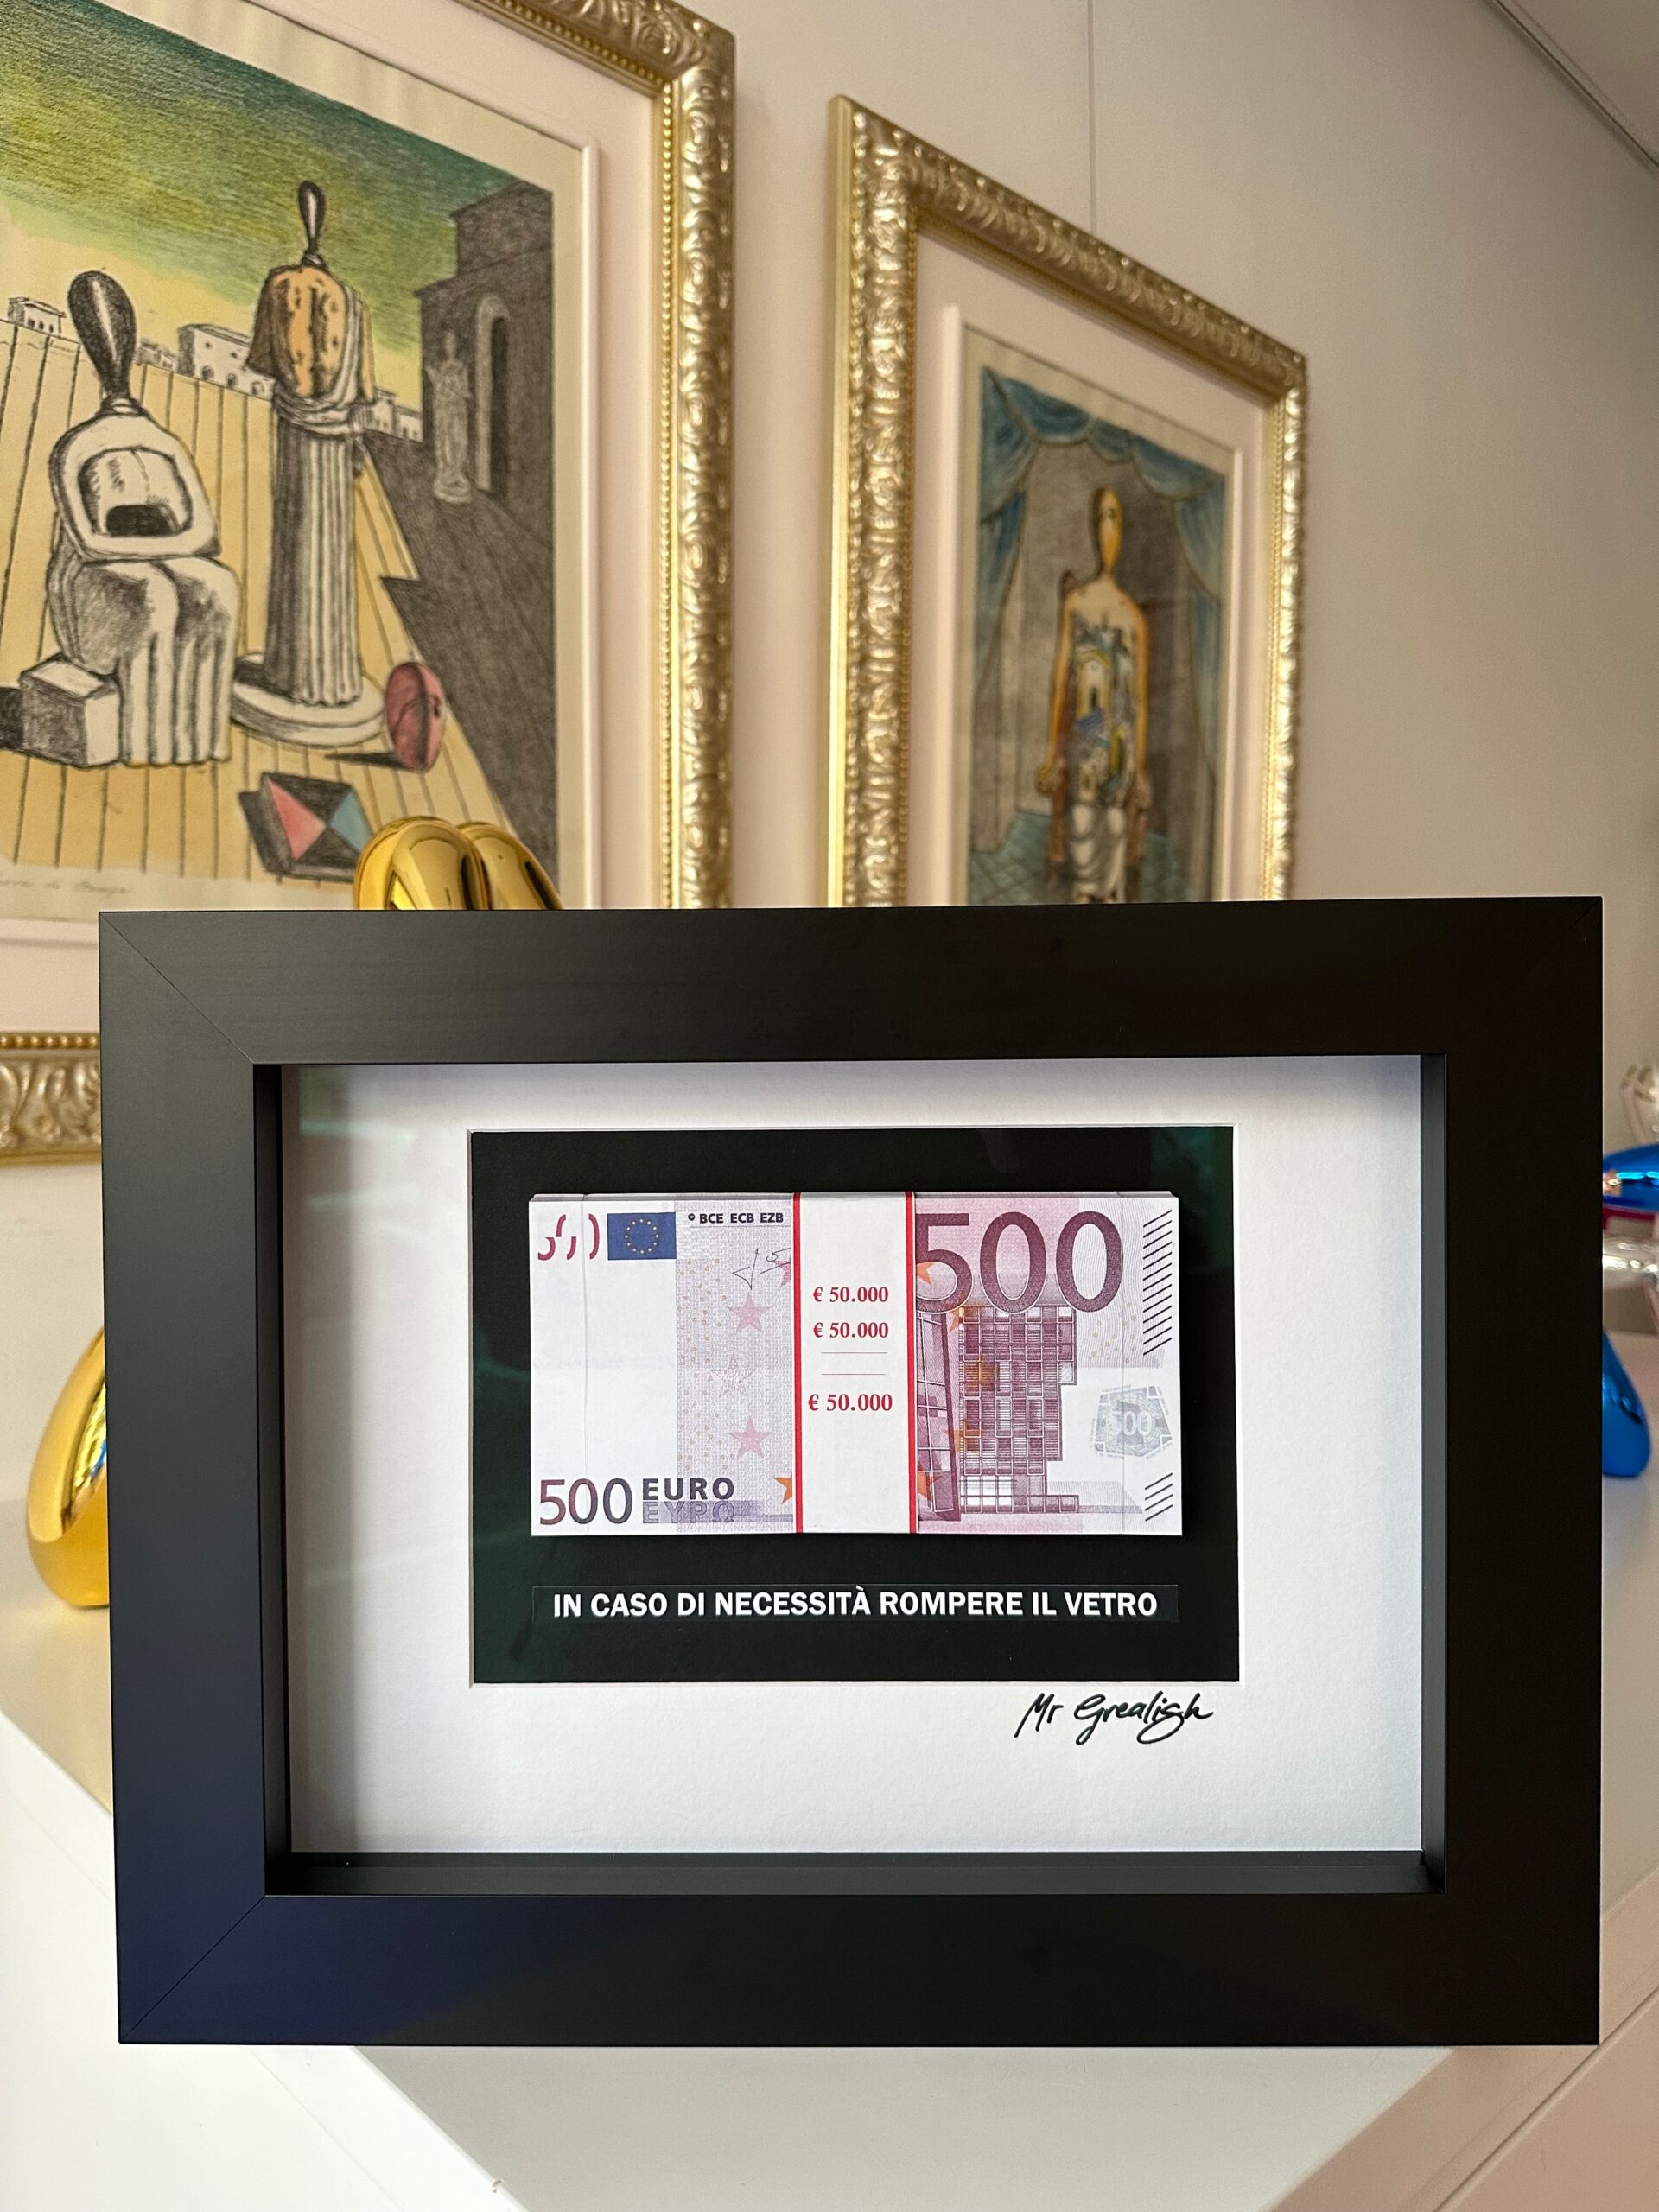 © BCE ECB EZB
500
€ 50.000
€ 50.000
€ 50.000
500
500 EURO
ΕΥΡΩ
IN CASO DI NECESSITÀ ROMPERE IL VETRO
Mr Grealish